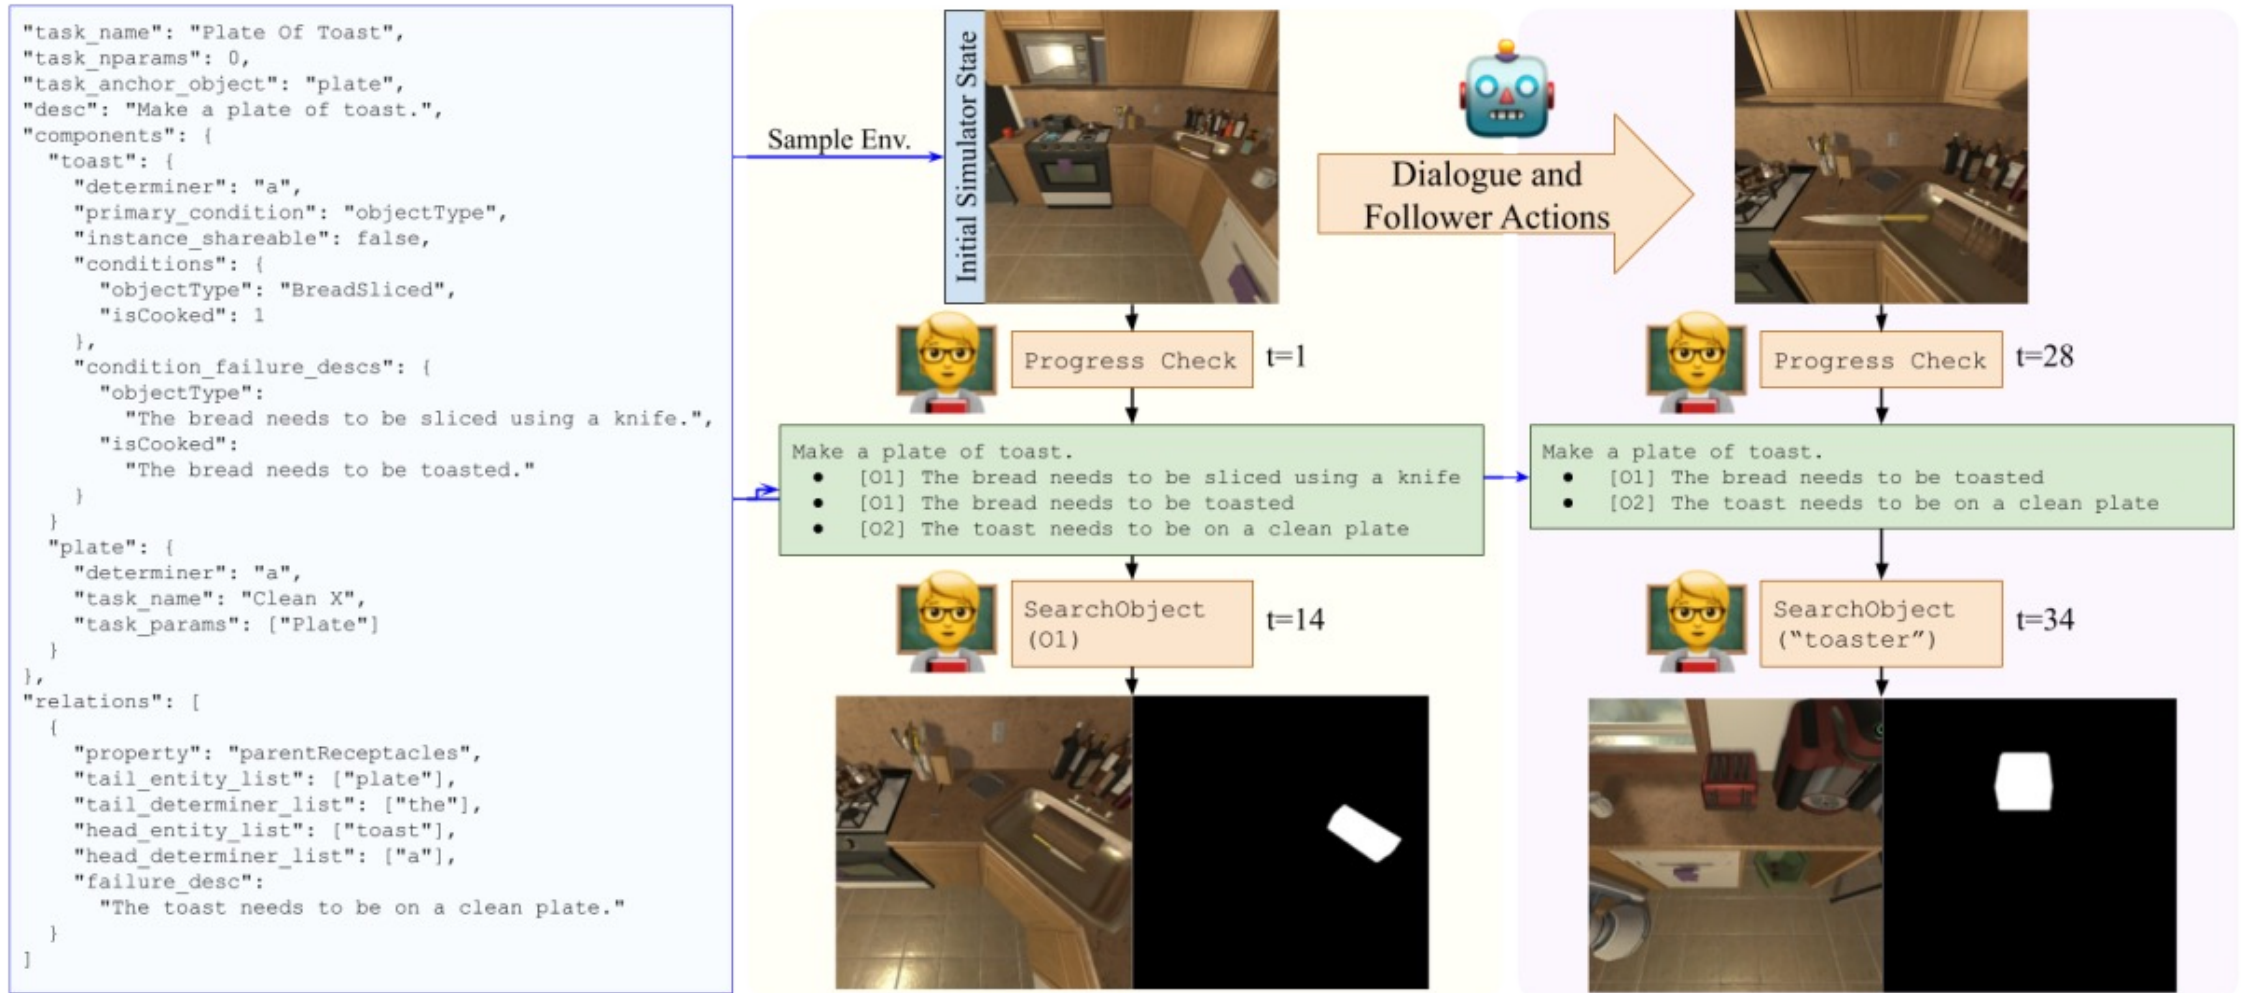 "task_name": "Plate Of Toast",
"task_nparams": 0,
"task_anchor_object": "plate",
"desc": "Make a plate of toast.",
"components": {
"toast": {
"determiner": "a",
"primary_condition": "objectType",
"instance_shareable": false,
"conditions": {
"objectType": "BreadSliced",
"isCooked": 1
},
"condition_failure_descs": {
"objectType":
"The bread needs to be sliced using a knife.",
"isCooked":
"The bread needs to be toasted."
}
}
"plate": {
"determiner": "a",
"task_name": "Clean X",
"task_params": ["Plate"]
}
},
"relations": [
{
"property": "parentReceptacles",
"tail_entity_list": ["plate"],
"tail_determiner_list": ["the"],
"head_entity_list": ["toast"],
"head_determiner_list": ["a"],
"failure_desc":
"The toast needs to be on a clean plate."
}
]
Sample Env.
Initial Simulator State
Dialogue and
Follower Actions
Progress Check
t=1
Make a plate of toast.
● [O1] The bread needs to be sliced using a knife
● [O1] The bread needs to be toasted
● [O2] The toast needs to be on a clean plate
SearchObject
(O1)
t=14
Progress Check
t=28
Make a plate of toast.
● [O1] The bread needs to be toasted
● [O2] The toast needs to be on a clean plate
SearchObject
(“toaster”)
t=34